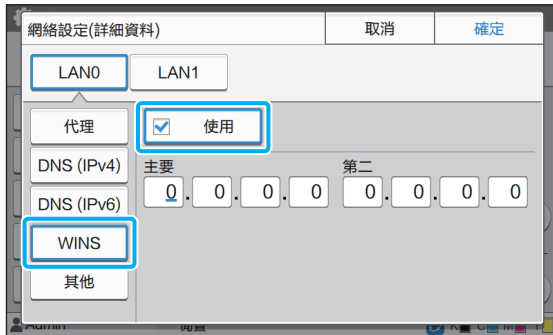 網絡設定(詳細資料) 取消 確定
LAN0 LAN1
代理
使用
DNS (IPv4)
DNS (IPv6)
WINS
其他
主要 第二
0. 0. 0. 0 0. 0. 0. 0
Admin 閒置 K C M Y